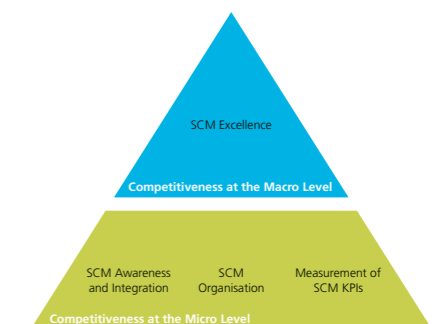 SCM Excellence
Competitiveness at the Macro Level
SCM Awareness SCM Measurement of
and Integration Organisation SCM KPIs
Competitiveness at the Micro Level